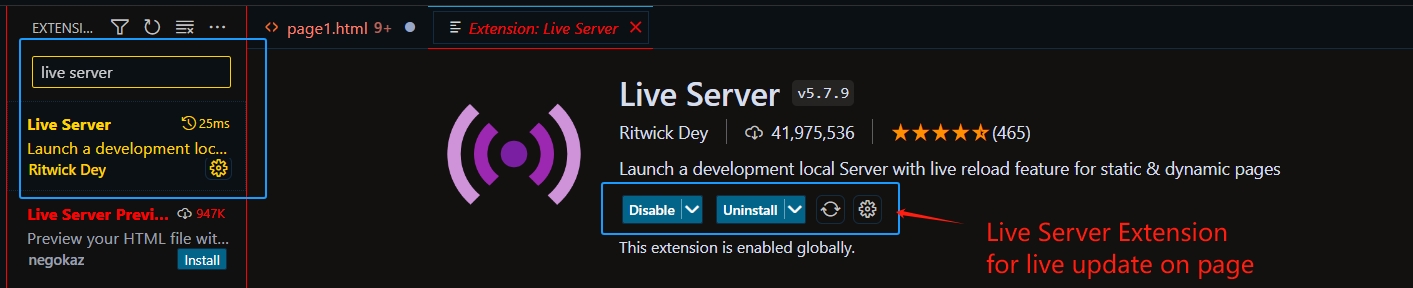 EXTENSI...
page1.html 9+
Extension: Live Server
live server
Live Server 25ms
Launch a development loc...
Ritwick Dey
Live Server Previ... 947K
Preview your HTML file wit...
negokaz Install
Live Server v5.7.9
Ritwick Dey 41,975,536 (465)
Launch a development local Server with live reload feature for static & dynamic pages
Disable Uninstall
This extension is enabled globally.
Live Server Extension
for live update on page